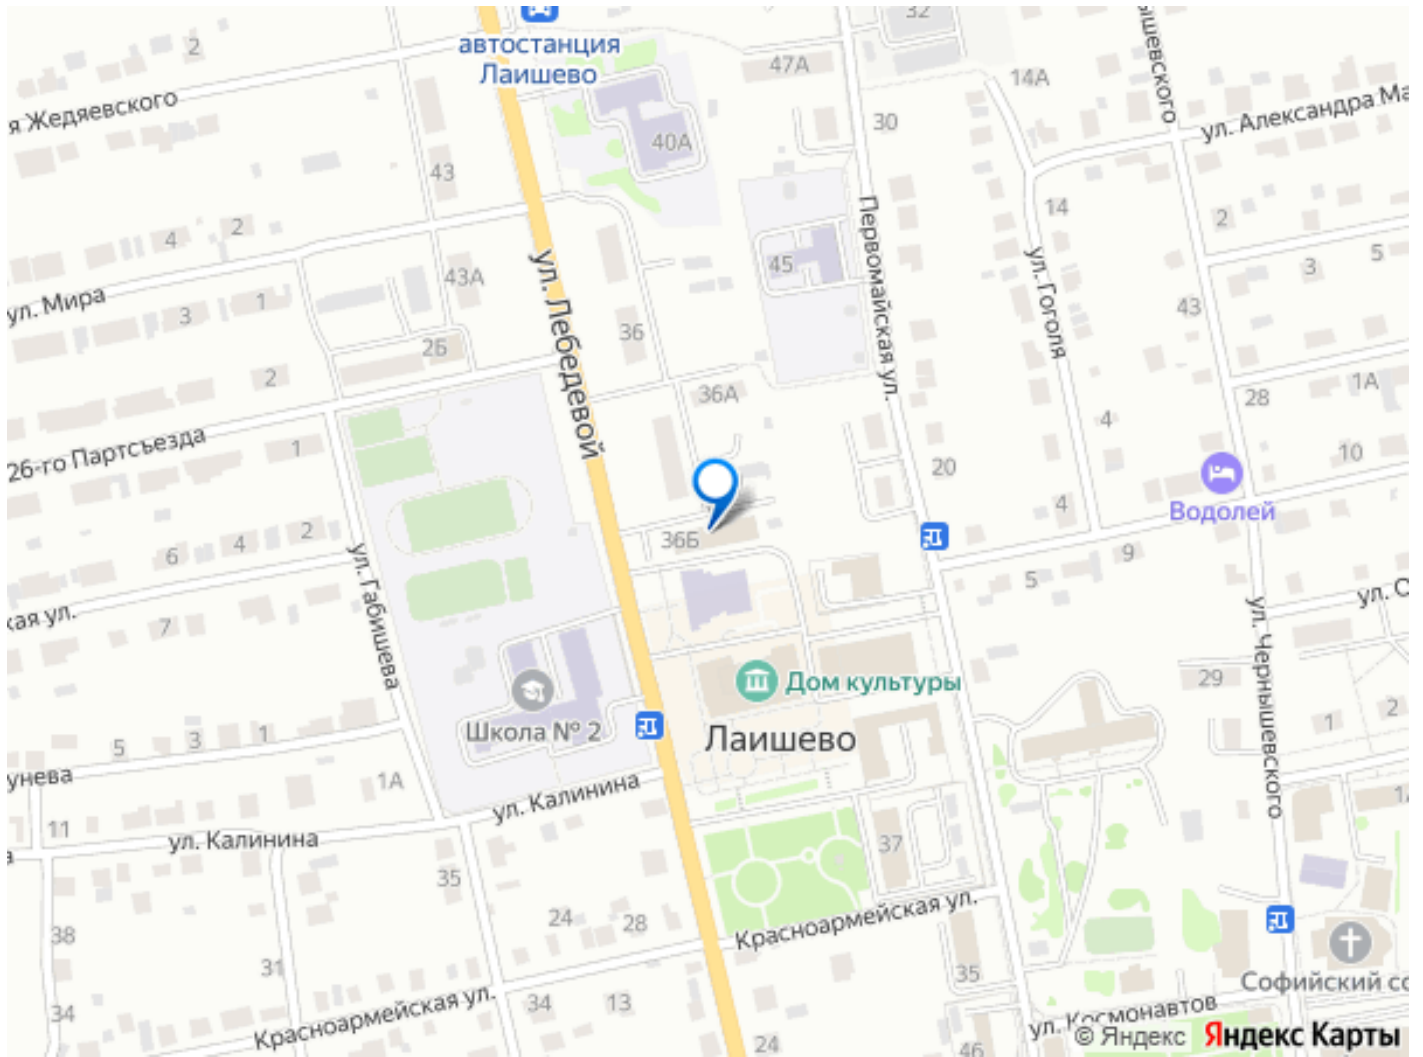 32
2
автостанция
Лаишево
47А
14А
я Жедяевского
ышевского
ул. Александра Ма
40А
30
43
14
2
4
2
Первомайская ул.
45
5
3
43А
ул. Мира
3
1
ул. Лебедевой
ул. Гоголя
43
36
2Б
2
36А
1А
28
4
26-го Партсъезда
1
20
10
4
Водолей
2
4
6
36Б
9
5
кая ул.
7
ул. Габишева
ул. О
ул. Чернышевского
29
Дом культуры
2
1
Школа № 2
Лаишево
5
3
1
унева
1А
ул. Калинина
11
ул. Калинина
37
35
24
28
Красноармейская ул.
38
31
35
Софийский со
34
Красноармейская ул.
34
13
ул. Космонавтов
24
46
© Яндекс Яндекс Карты